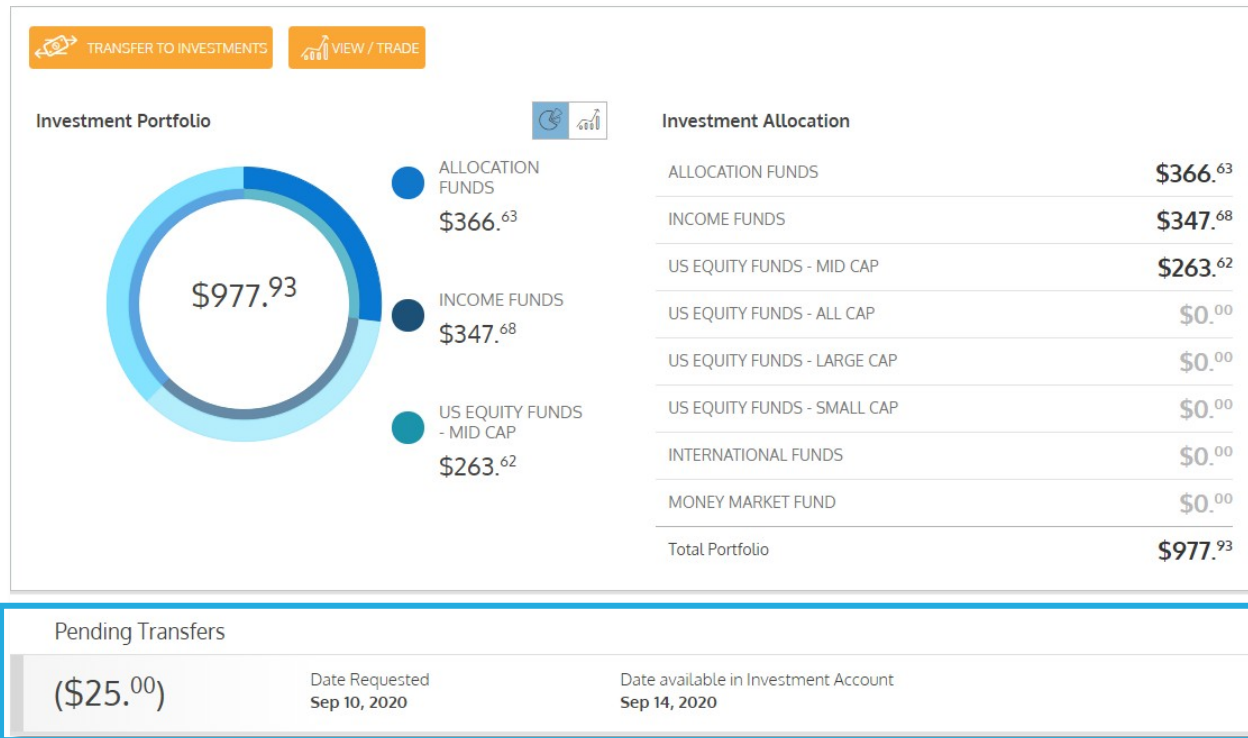 TRANSFER TO INVESTMENTS
VIEW / TRADE
Investment Portfolio
$977.93
ALLOCATION
FUNDS
$366.63
INCOME FUNDS
$347.68
US EQUITY FUNDS
- MID CAP
$263.62
Investment Allocation
ALLOCATION FUNDS $366.63
INCOME FUNDS $347.68
US EQUITY FUNDS - MID CAP $263.62
US EQUITY FUNDS - ALL CAP $0.00
US EQUITY FUNDS - LARGE CAP $0.00
US EQUITY FUNDS - SMALL CAP $0.00
INTERNATIONAL FUNDS $0.00
MONEY MARKET FUND $0.00
Total Portfolio $977.93
Pending Transfers
($25.00)
Date Requested
Sep 10, 2020
Date available in Investment Account
Sep 14, 2020